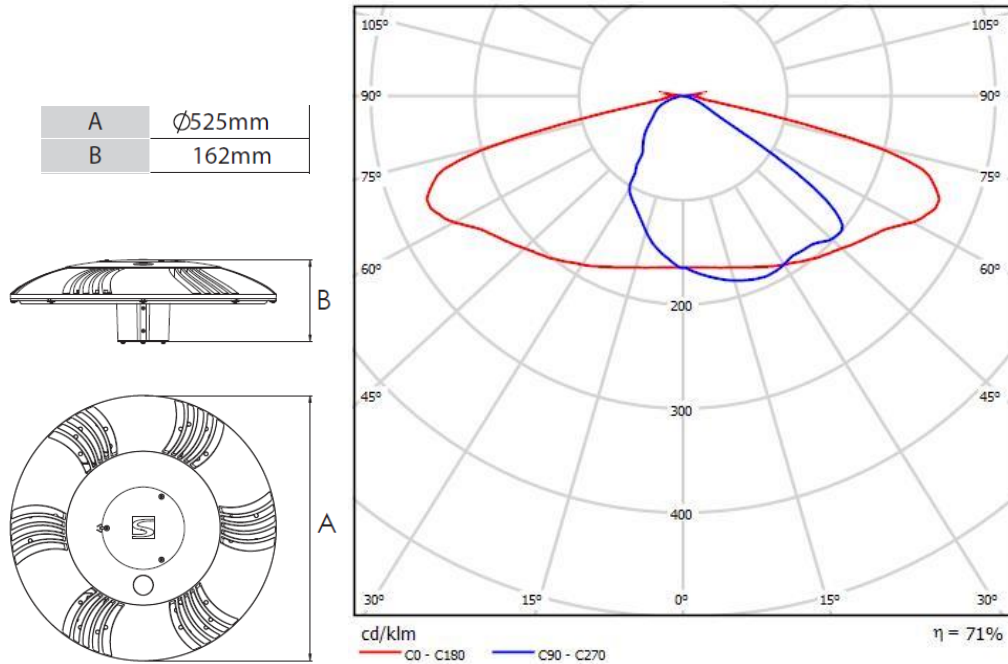 A Ø525mm
B 162mm
B
A
105° 105°
90° 90°
75° 75°
60° 60°
45° 45°
200
300
400
30° 15° 0° 15° 30°
cd/klm η = 71%
C0 - C180 C90 - C270
S